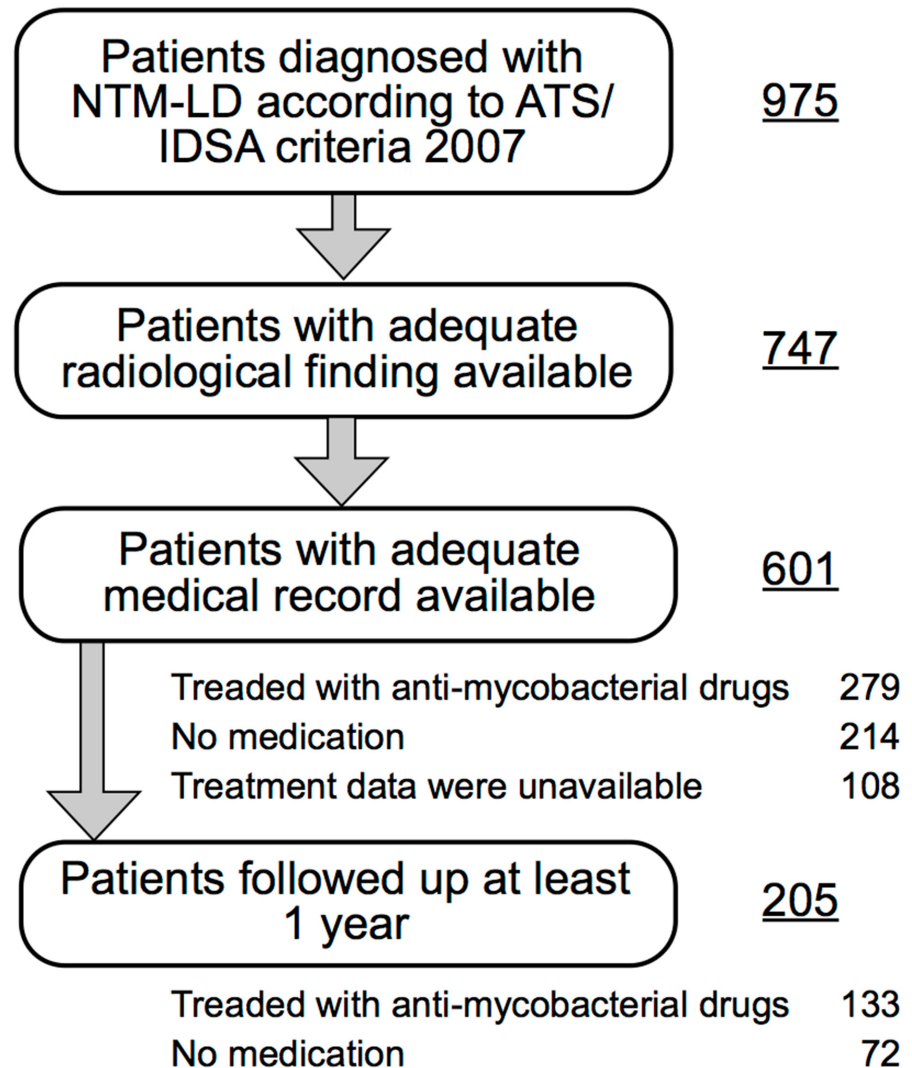 Patients diagnosed with
NTM-LD according to ATS/
IDSA criteria 2007
975
Patients with adequate
radiological finding available
747
Patients with adequate
medical record available
601
Treaded with anti-mycobacterial drugs 279
No medication 214
Treatment data were unavailable 108
Patients followed up at least
1 year
205
Treaded with anti-mycobacterial drugs 133
No medication 72